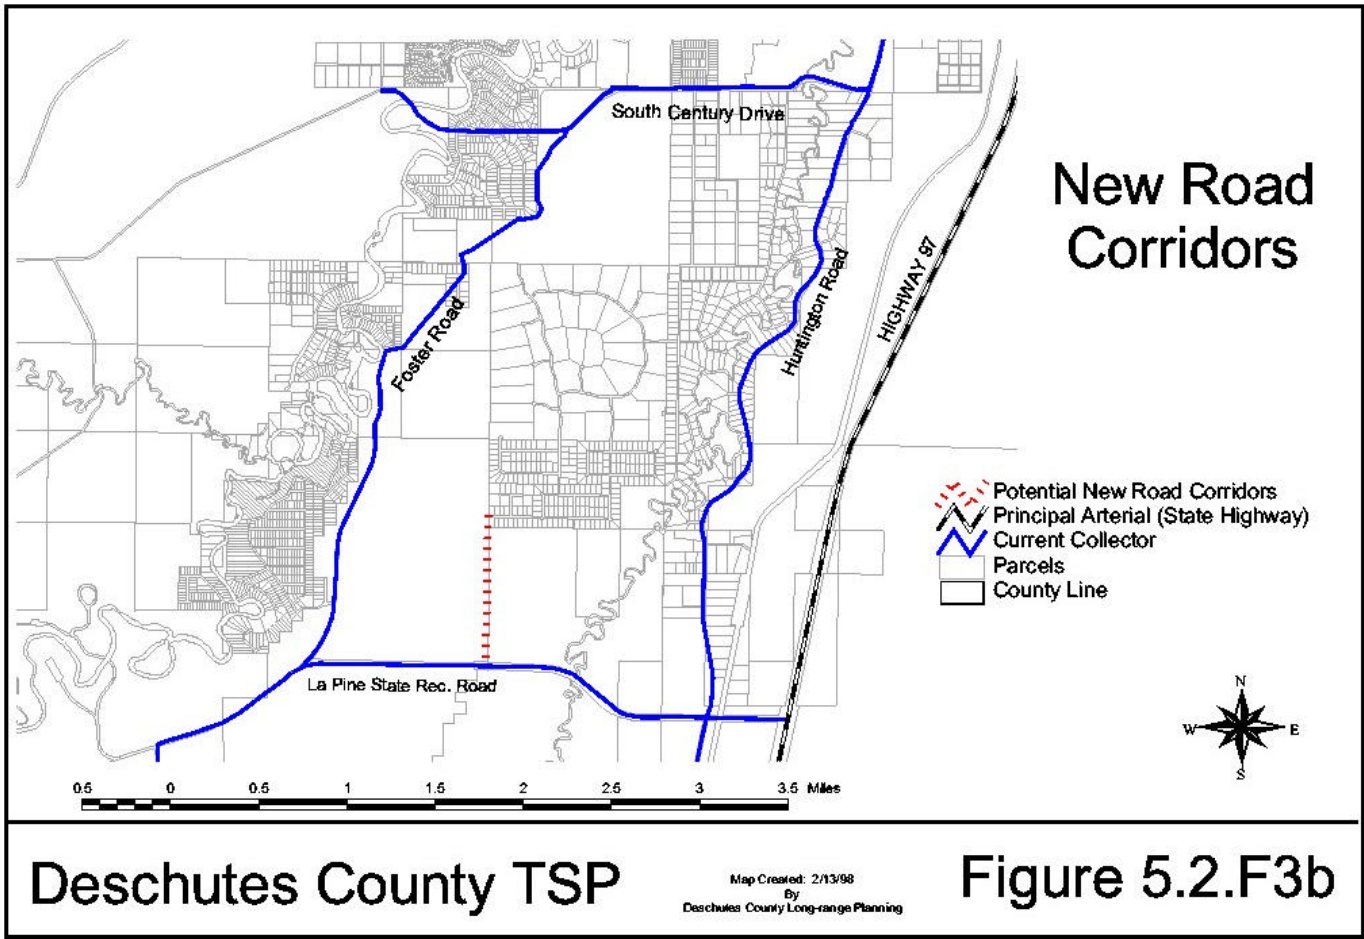 South Century Drive
New Road
Corridors
HIGHWAY 97
Huntington Road
Foster Road
Potential New Road Corridors
Principal Arterial (State Highway)
Current Collector
Parcels
County Line
La Pine State Rec. Road
N
W E
S
0.5 0 0.5 1 1.5 2 2.5 3 3.5 Miles
Deschutes County TSP
Map Created: 2/13/98
By
Deschutes County Long-range Planning
Figure 5.2.F3b